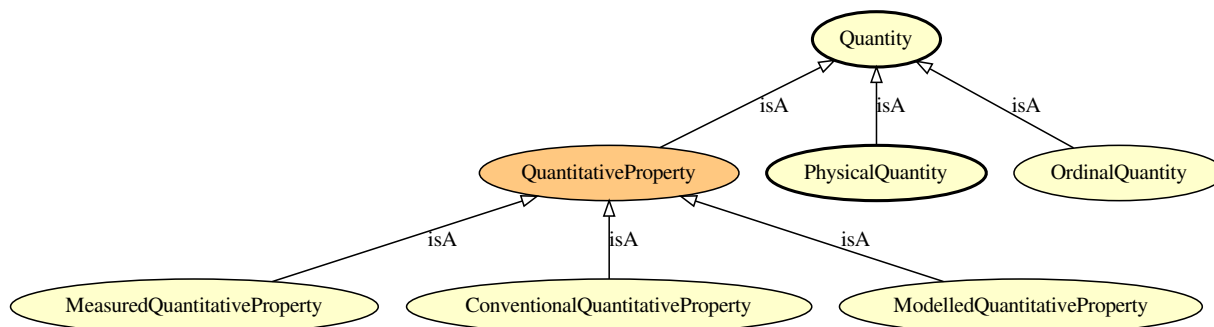 Quantity
isA isA isA
QuantitativeProperty PhysicalQuantity OrdinalQuantity
isA isA isA
MeasuredQuantitativeProperty ConventionalQuantitativeProperty ModelledQuantitativeProperty